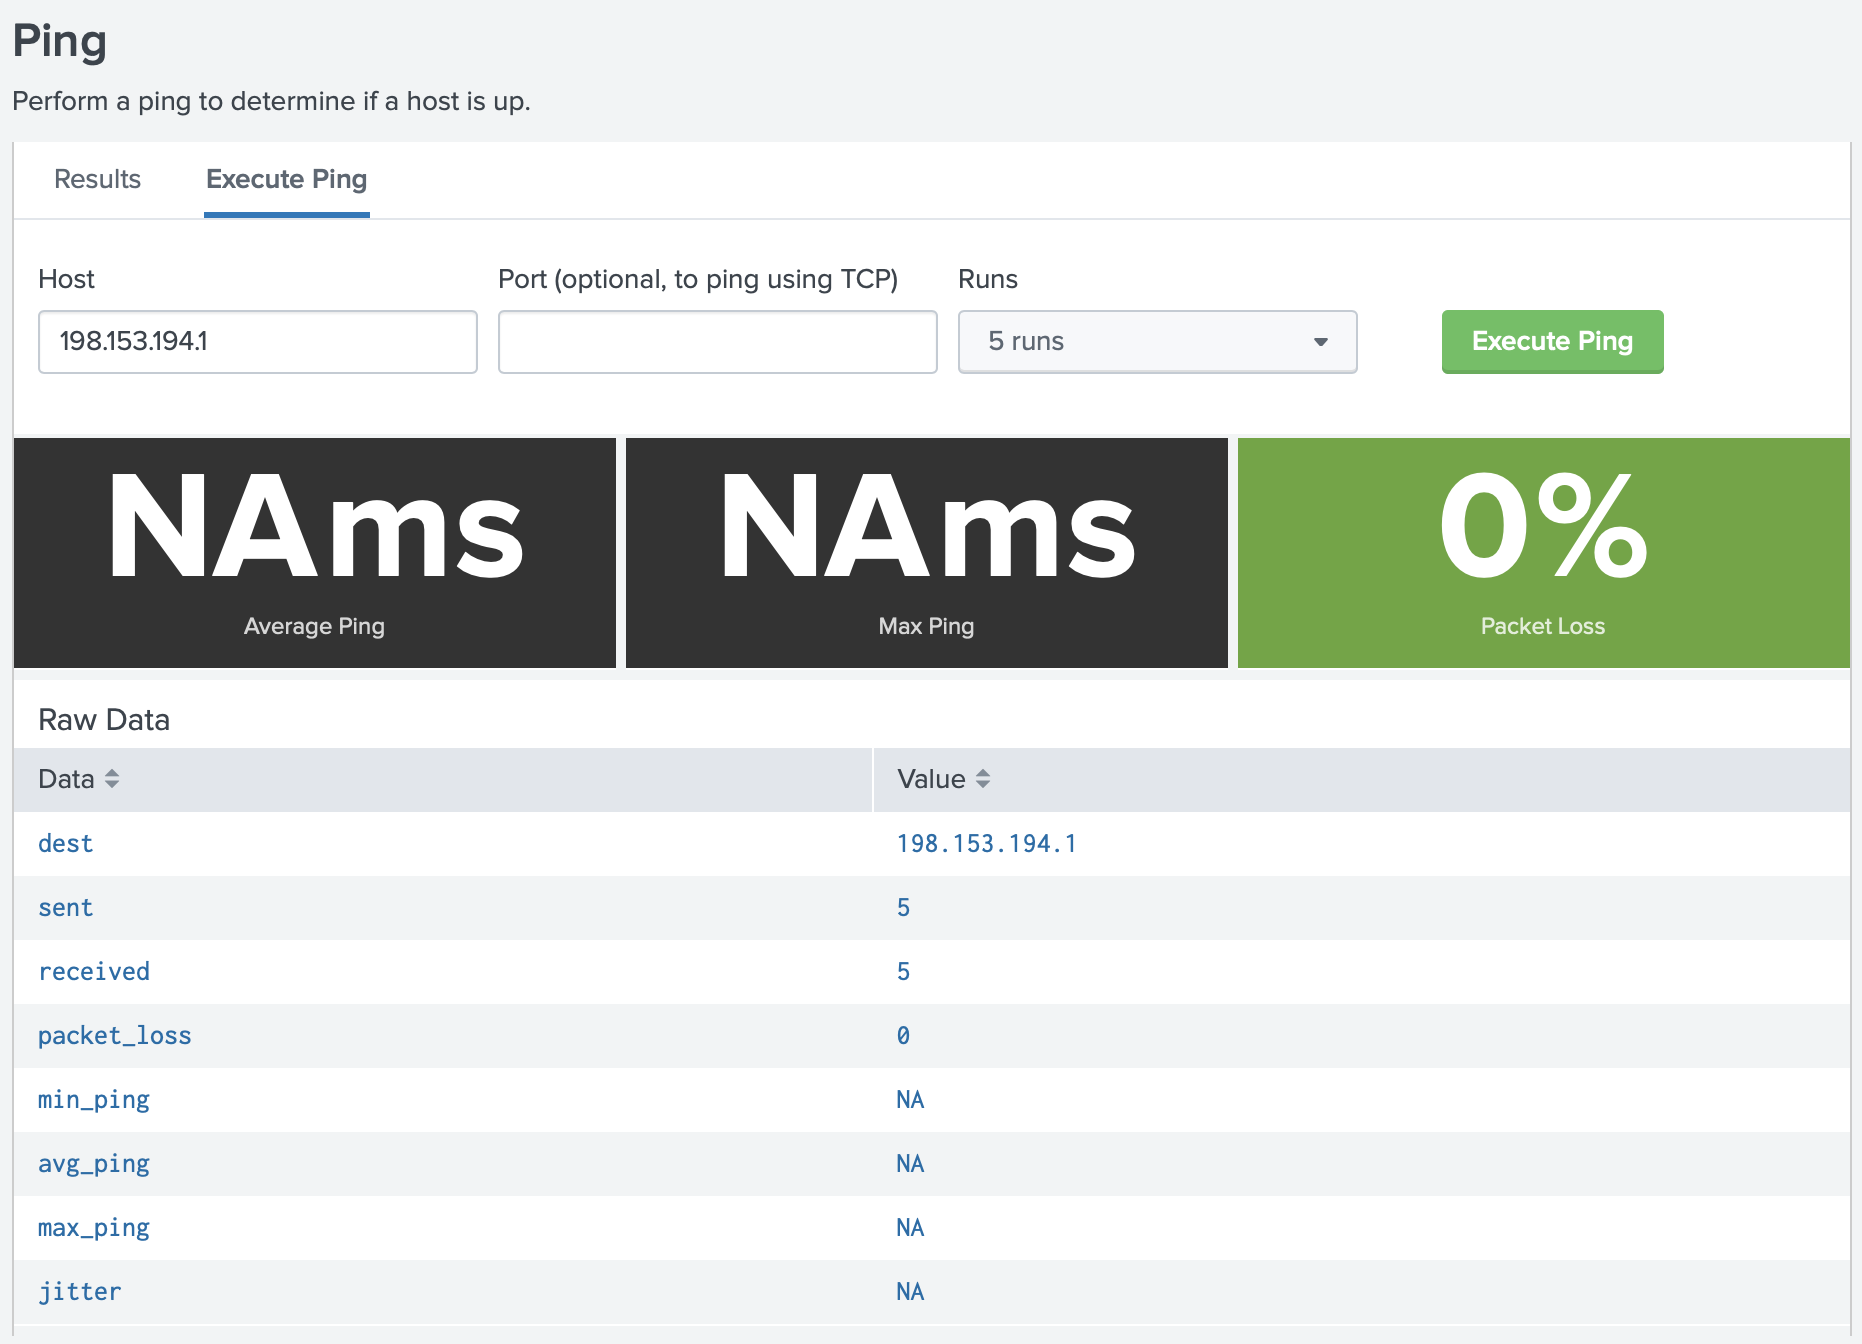 Ping
Perform a ping to determine if a host is up.
Results Execute Ping
Host Port (optional, to ping using TCP) Runs
198.153.194.1 5 runs Execute Ping
NAms NAms 0%
Average Ping Max Ping Packet Loss
Raw Data
Data Value
dest 198.153.194.1
sent 5
received 5
packet_loss 0
min_ping NA
avg_ping NA
max_ping NA
jitter NA